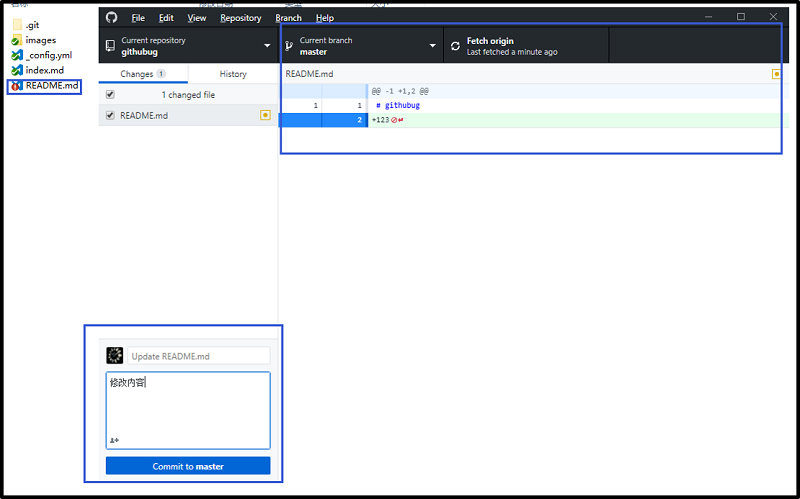 .git
images
_config.yml
index.md
README.md
File Edit View Repository Branch Help
Current repository
githubug
Current branch
master
Fetch origin
Last fetched a minute ago
Changes 1
History
1 changed file
README.md
README.md
@@ -1 +1,2 @@
1 1 # githubug
2 +123
Update README.md
修改内容
Commit to master